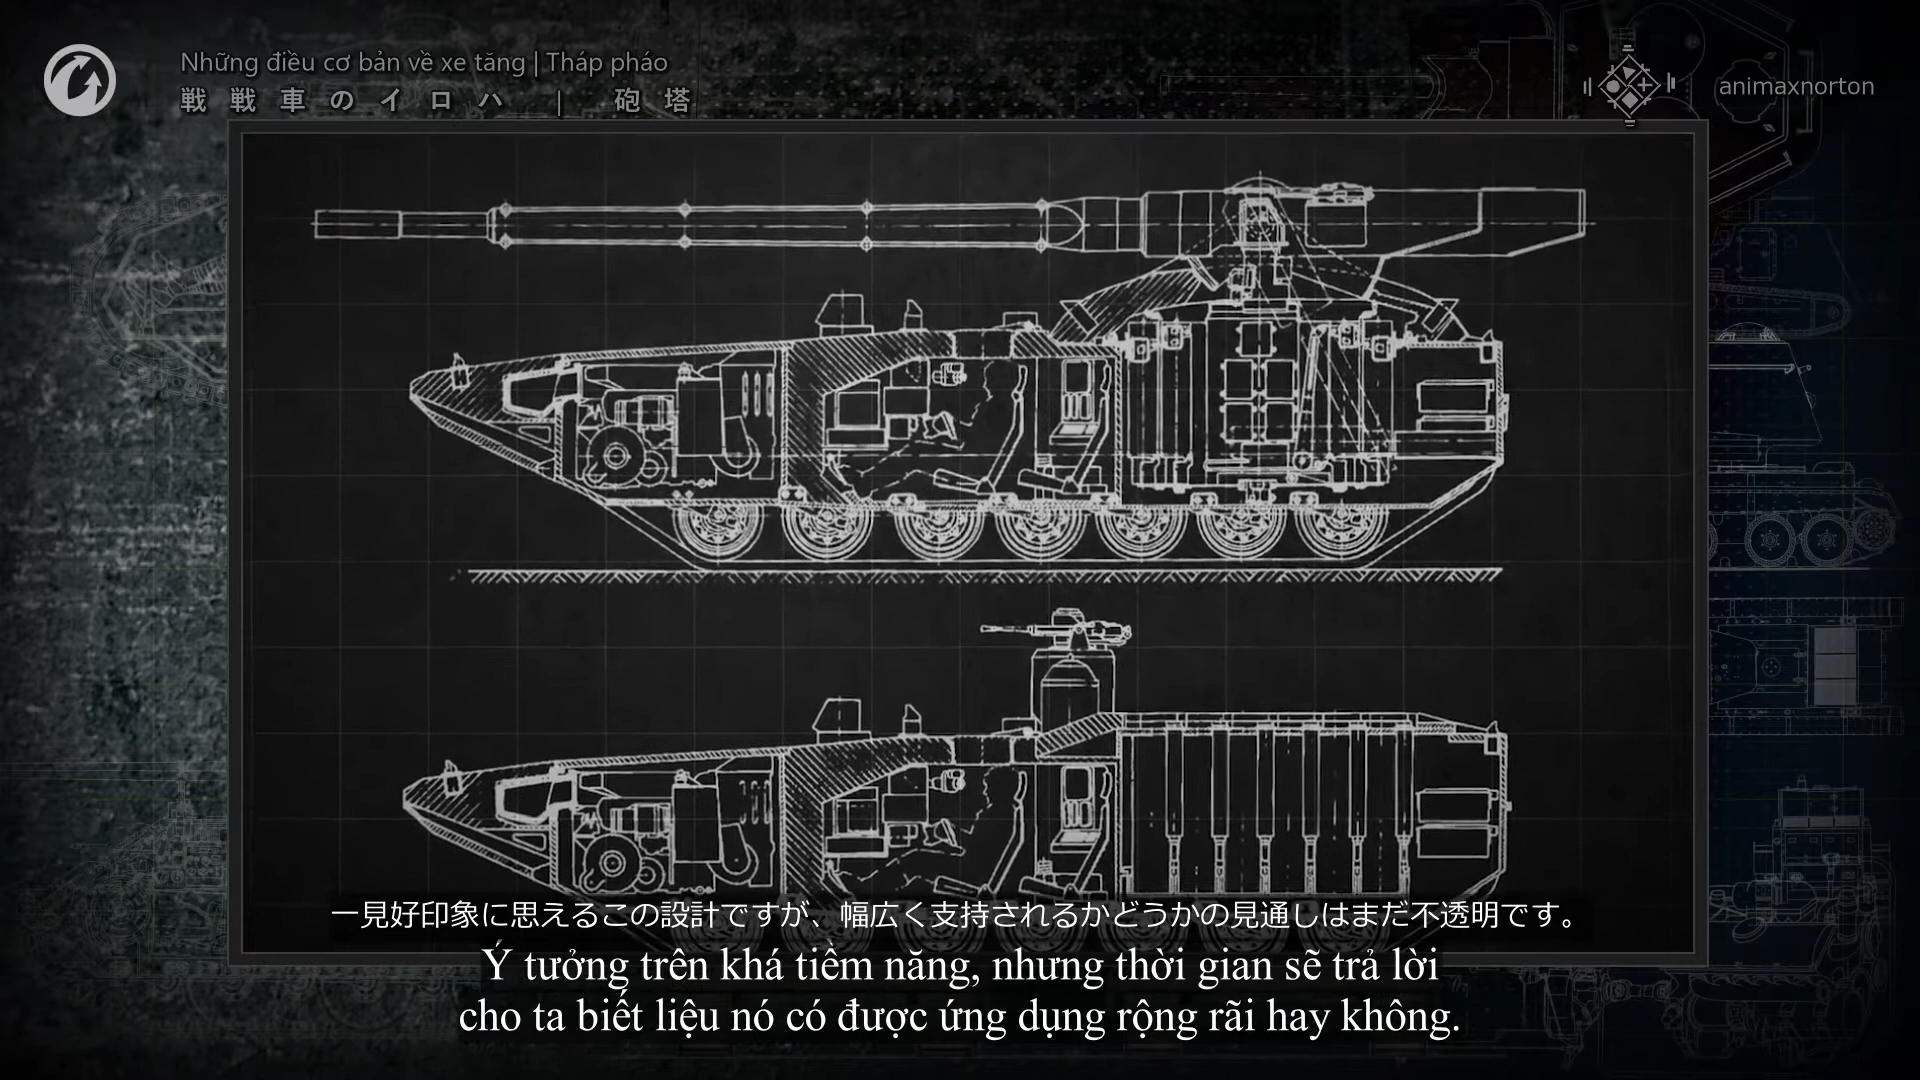 Những điều cơ bản về xe tăng | Tháp pháo
戦戦車のイロハ | 砲塔
animaxnorton
一見好印象に思えるこの設計ですが、幅広く支持されるかどうかの見通しはまだ不透明です。
Ý tưởng trên khá tiềm năng, nhưng thời gian sẽ trả lời
cho ta biết liệu nó có được ứng dụng rộng rãi hay không.